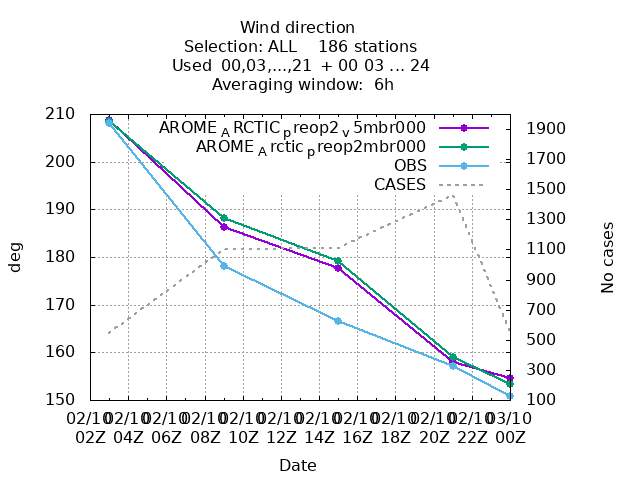 Wind direction
Selection: ALL    186 stations
Used  00,03,...,21  + 00 03 ... 24
Averaging window:  6h
AROME_ARCTIC_preop2_v5mbr000
AROME_Arctic_preop2mbr000
OBS
CASES
deg
210
200
190
180
170
160
150
No cases
1900
1700
1500
1300
1100
900
700
500
300
100
02/10 02/10 02/10 02/10 02/10 02/10 02/10 02/10 02/10 02/10 02/10 03/10
02Z 04Z 06Z 08Z 10Z 12Z 14Z 16Z 18Z 20Z 22Z 00Z
Date